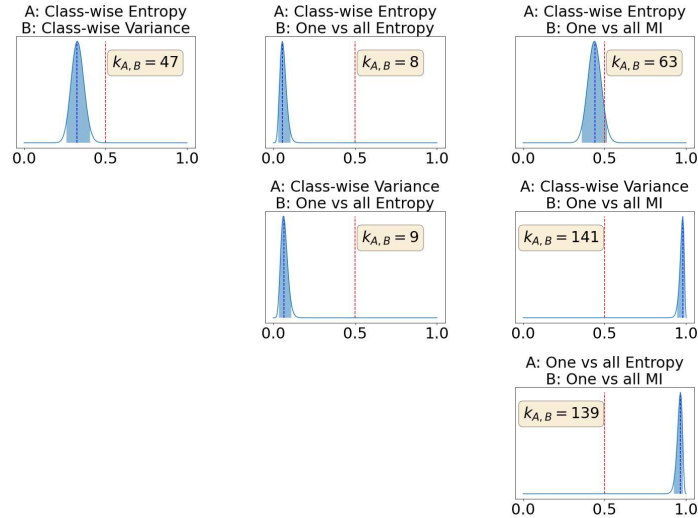 A: Class-wise Entropy
B: Class-wise Variance
k_{A, B} = 47
0.0 0.5 1.0
A: Class-wise Entropy
B: One vs all Entropy
k_{A, B} = 8
0.0 0.5 1.0
A: Class-wise Entropy
B: One vs all MI
k_{A, B} = 63
0.0 0.5 1.0
A: Class-wise Variance
B: One vs all Entropy
k_{A, B} = 9
0.0 0.5 1.0
A: Class-wise Variance
B: One vs all MI
k_{A, B} = 141
0.0 0.5 1.0
A: One vs all Entropy
B: One vs all MI
k_{A, B} = 139
0.0 0.5 1.0